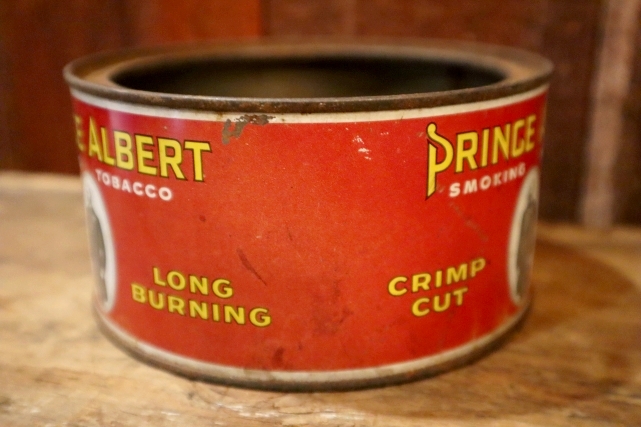 E ALBERT
TOBACCO
LONG
BURNING
PRINCE
SMOKING
CRIMP
CUT